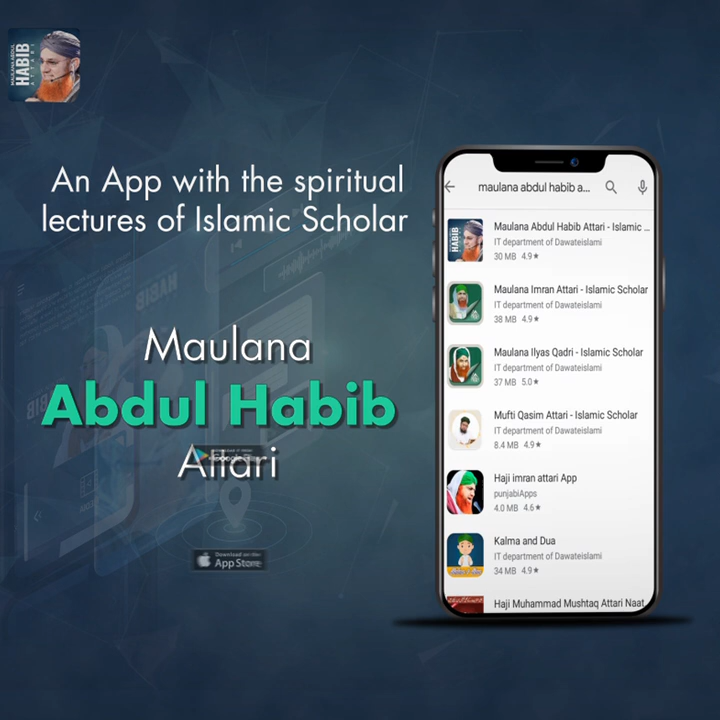 MAULANA ABDUL
HABIB
ATTARI
An App with the spiritual
lectures of Islamic Scholar
Maulana
Abdul Habib
Attari
Download on the
App Store
maulana abdul habib a...
HABIB
Maulana Abdul Habib Attari - Islamic ...
IT department of Dawateislami
30 MB 4.9★
Maulana Imran Attari - Islamic Scholar
IT department of Dawateislami
38 MB 4.9★
Maulana Ilyas Qadri - Islamic Scholar
IT department of Dawateislami
37 MB 5.0★
Mufti Qasim Attari - Islamic Scholar
IT department of Dawateislami
8.4 MB 4.9★
Haji imran attari App
punjabiApps
4.0 MB 4.6★
Kalma and Dua
IT department of Dawateislami
34 MB 4.9★
Haji Muhammad Mushtaq Attari Naat